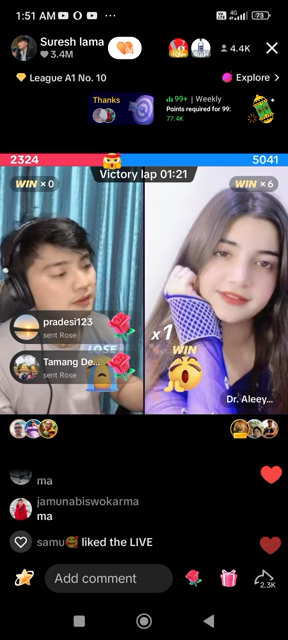 1:51 AM
4G
73
Suresh lama
3.4M
4.4K
League A1 No. 10
Explore >
Thanks
99+ | Weekly
Points required for 99:
77.4K
2324
5041
Victory lap 01:21
WIN × 0
WIN × 6
pradesi123
sent Rose
Tamang De...
sent Rose
LOSE
x1
WIN
Dr. Aleey...
ma
jamunabiswokarma
ma
samu🥰 liked the LIVE
Add comment
2.3K